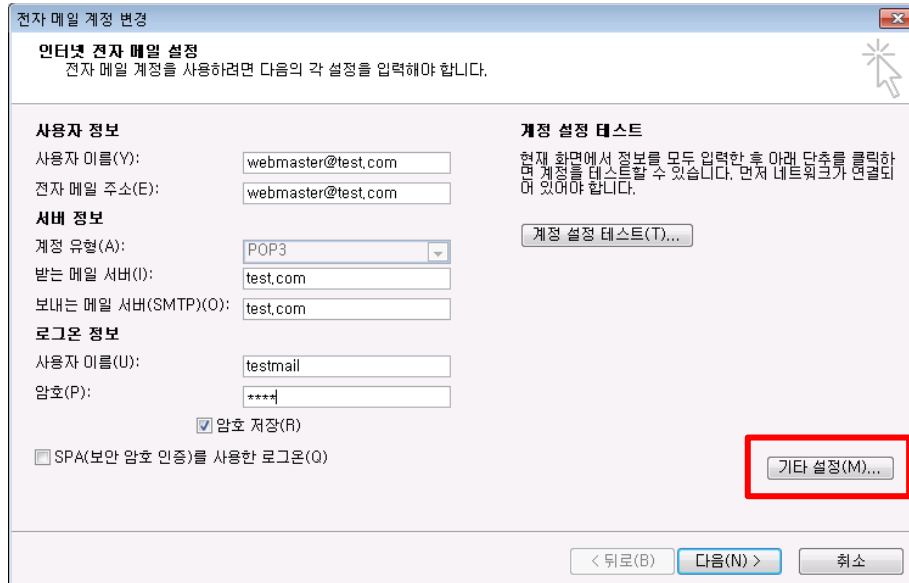 전자 메일 계정 변경
인터넷 전자 메일 설정
전자 메일 계정을 사용하려면 다음의 각 설정을 입력해야 합니다.
사용자 정보
사용자 이름(Y):
webmaster@test.com
전자 메일 주소(E):
webmaster@test.com
서버 정보
계정 유형(A):
POP3
받는 메일 서버(I):
test.com
보내는 메일 서버(SMTP)(O):
test.com
로그온 정보
사용자 이름(U):
testmail
암호(P):
****
암호 저장(R)
SPA(보안 암호 인증)를 사용한 로그온(Q)
계정 설정 테스트
현재 화면에서 정보를 모두 입력한 후 아래 단추를 클릭하
면 계정을 테스트할 수 있습니다. 먼저 네트워크가 연결되
어 있어야 합니다.
계정 설정 테스트(T)...
기타 설정(M)...
< 뒤로(B)
다음(N) >
취소